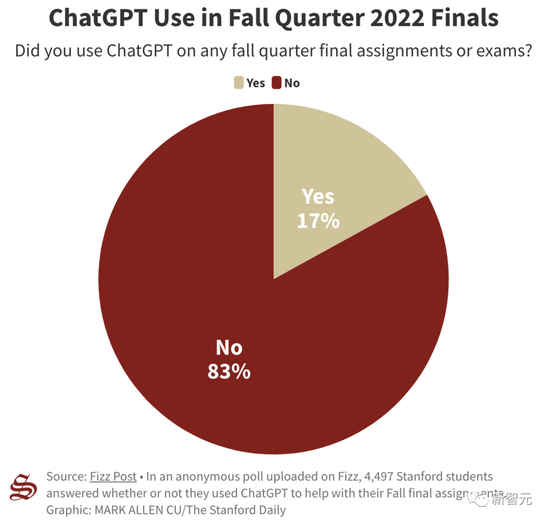 ChatGPT Use in Fall Quarter 2022 Finals
Did you use ChatGPT on any fall quarter final assignments or exams?
Yes No
Yes
17%
No
83%
S
Source: Fizz Post • In an anonymous poll uploaded on Fizz, 4,497 Stanford students
answered whether or not they used ChatGPT to help with their Fall final
Graphic: MARK ALLEN CU/The Stanford Daily
新智元